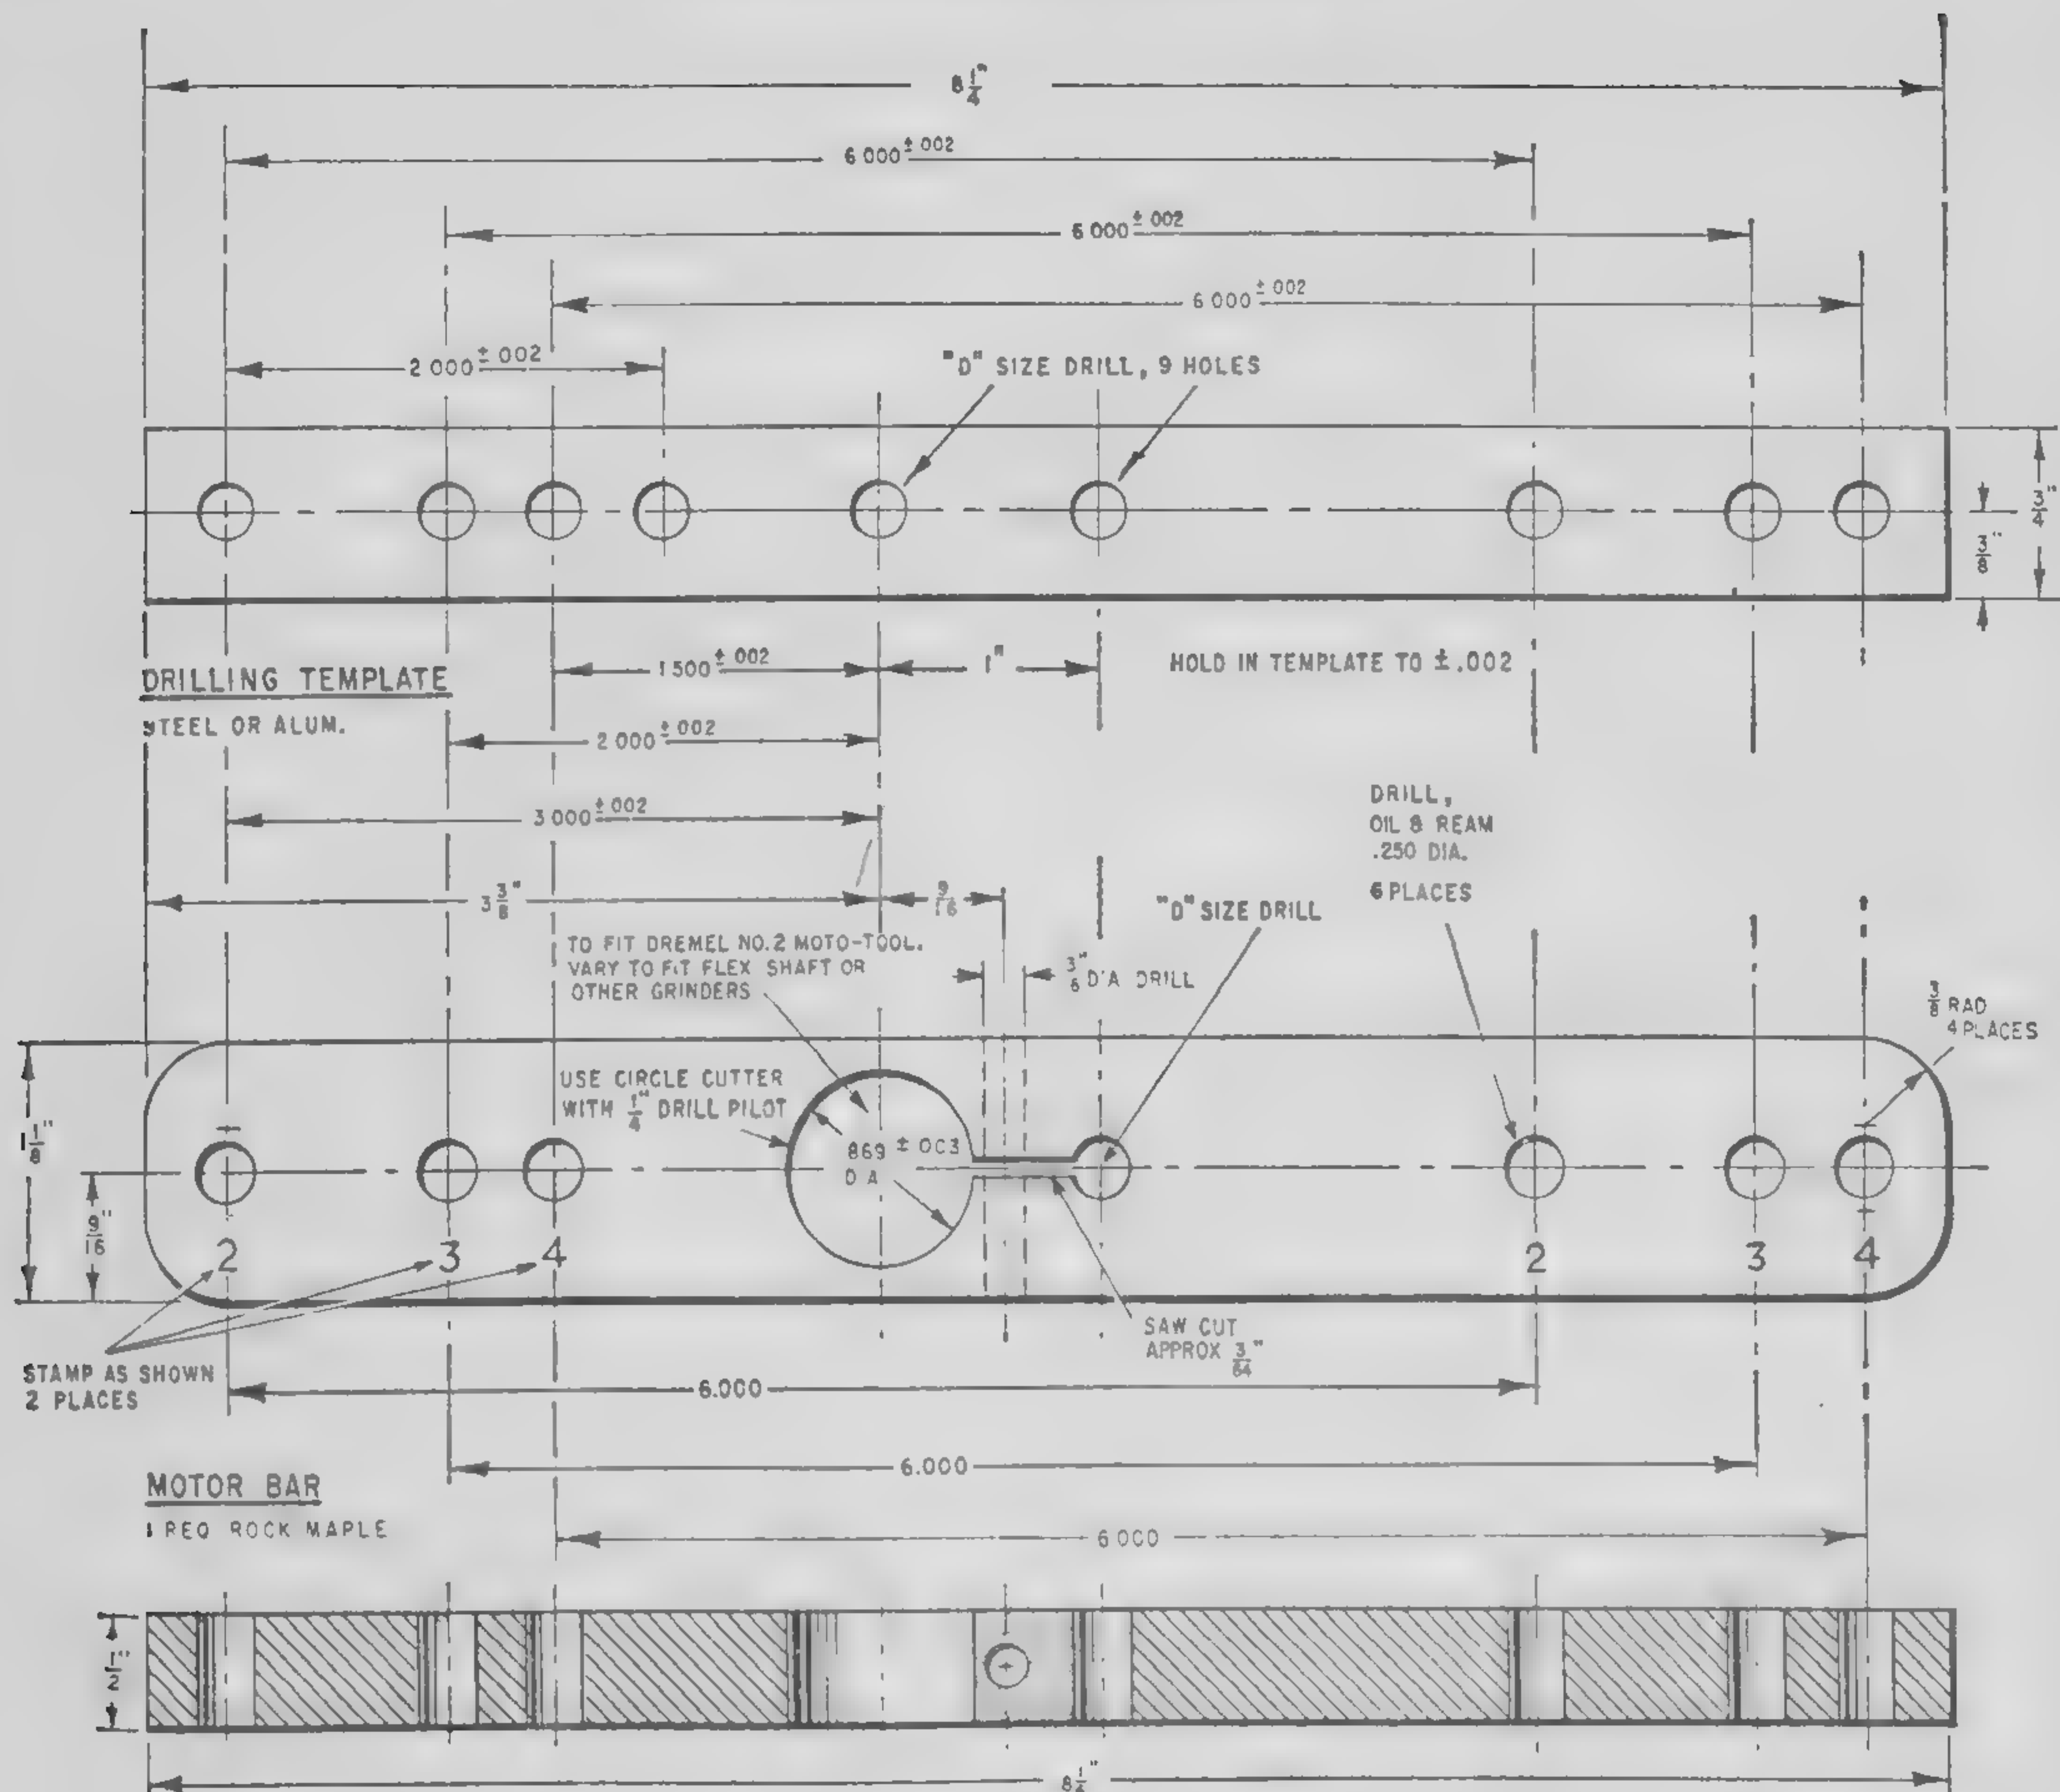 8 1/4"
6 000 ± 002
6 000 ± 002
6 000 ± 002
2 000 ± 002
"D" SIZE DRILL, 9 HOLES
3/4"
3/8"
1 500 ± 002
1"
HOLD IN TEMPLATE TO ±.002
DRILLING TEMPLATE
STEEL OR ALUM.
2 000 ± 002
3 000 ± 002
DRILL,
OIL & REAM
.250 DIA.
6 PLACES
3 3/8"
9/16
"D" SIZE DRILL
TO FIT DREMEL NO.2 MOTO-TOOL.
VARY TO FIT FLEX SHAFT OR
OTHER GRINDERS
DIA DRILL
RAD
4 PLACES
USE CIRCLE CUTTER
WITH 1/4" DRILL PILOT
1 1/8"
869 ± 003
DIA
9/16"
2
3
4
2
3
4
SAW CUT
APPROX 3/64"
STAMP AS SHOWN
2 PLACES
6.000
6.000
MOTOR BAR
1 REQ ROCK MAPLE
6 000
1/2"
8 1/4"